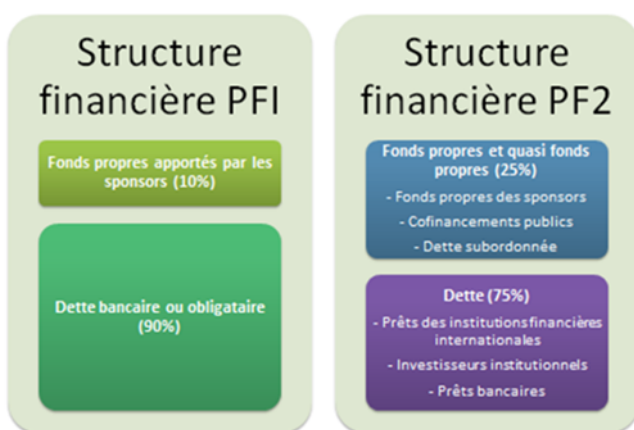 Structure
financière PFI
Fonds propres apportés par les
sponsors (10%)
Dette bancaire ou obligataire
(90%)
Structure
financière PF2
Fonds propres et quasi fonds
propres (25%)
- Fonds propres des sponsors
- Cofinancements publics
- Dette subordonnée
Dette (75%)
- Prêts des institutions financières
internationales
- Investisseurs institutionnels
- Prêts bancaires